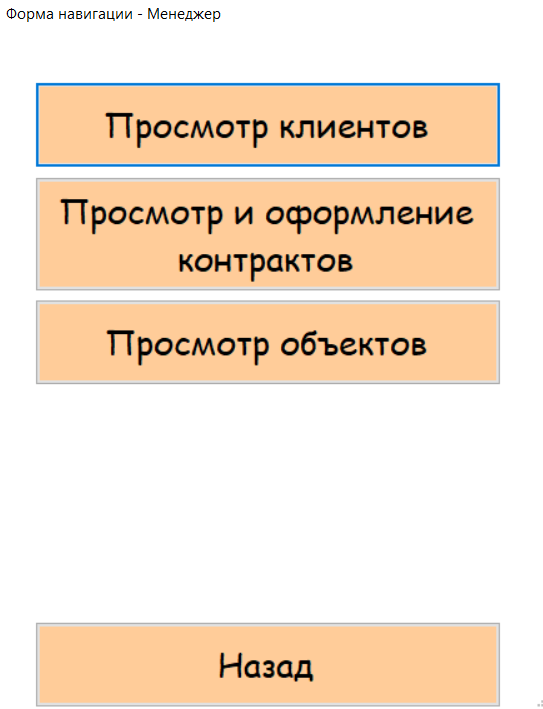 Форма навигации - Менеджер
Просмотр клиентов
Просмотр и оформление
контрактов
Просмотр объектов
Назад